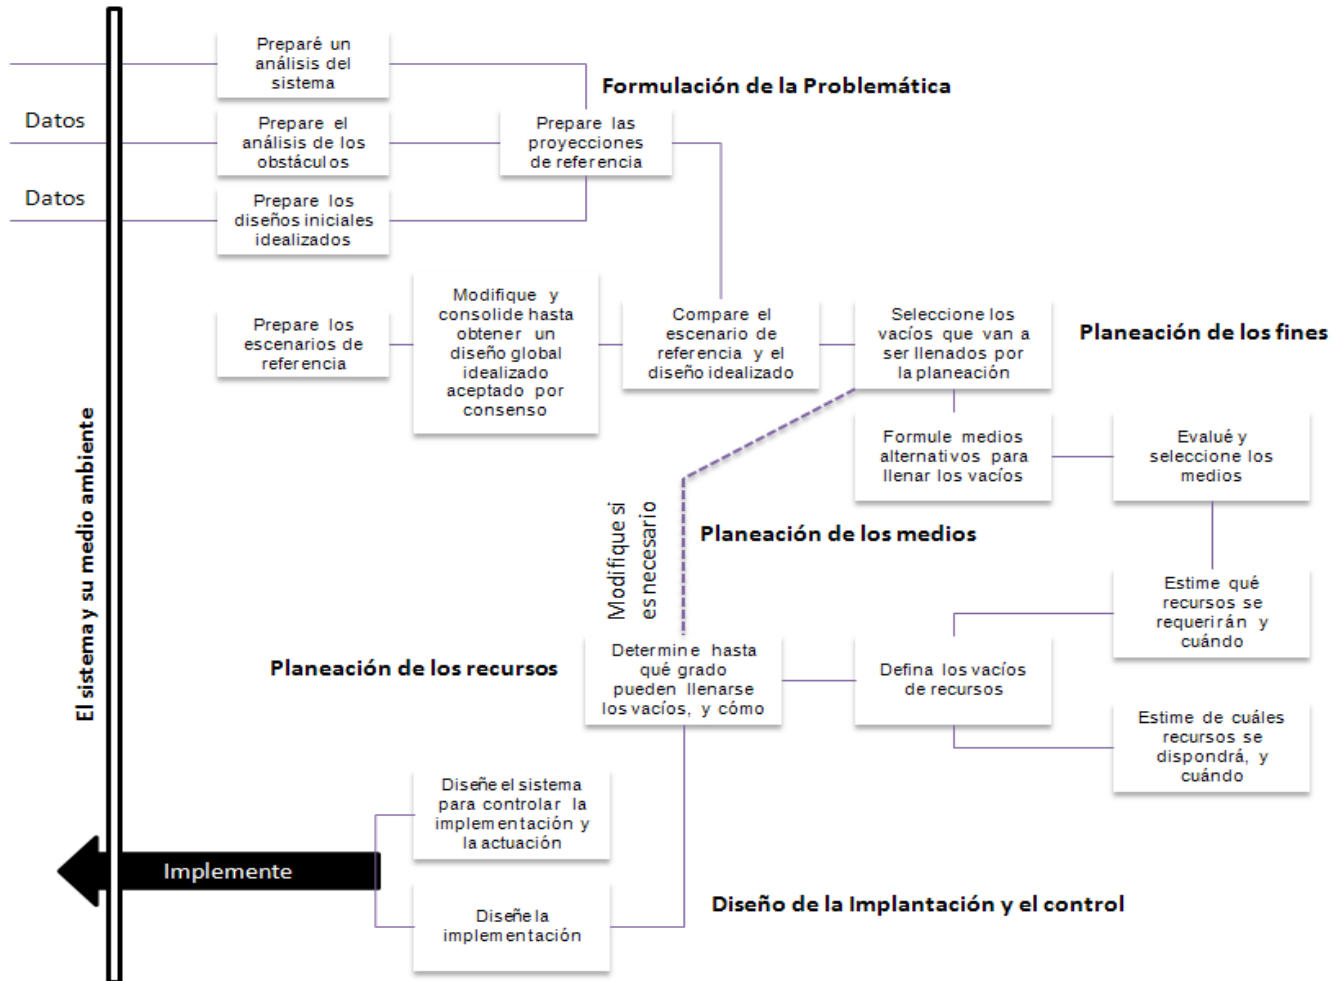 Preparé un
análisis del
sistema
Formulación de la Problemática
Datos
Prepare el
análisis de los
obstáculos
Prepare las
proyecciones
de referencia
Datos
Prepare los
diseños iniciales
idealizados
Prepare los
escenarios de
referencia
Modifique y
consolide hasta
obtener un
diseño global
idealizado
aceptado por
consenso
Compare el
escenario de
referencia y el
diseño idealizado
Seleccione los
vacíos que van a
ser llenados por
la planeación
Planeación de los fines
Formule medios
alternativos para
llenar los vacíos
Evalué y
seleccione los
medios
El sistema y su medio ambiente
Modifique si
es necesario
Planeación de los medios
Estime qué
recursos se
requerirán y
cuándo
Planeación de los recursos
Determine hasta
qué grado
pueden llenarse
los vacíos, y cómo
Defina los vacíos
de recursos
Estime de cuáles
recursos se
dispondrá, y
cuándo
Diseñe el sistema
para controlar la
implementación y
la actuación
Implemente
Diseñe la
implementación
Diseño de la Implantación y el control